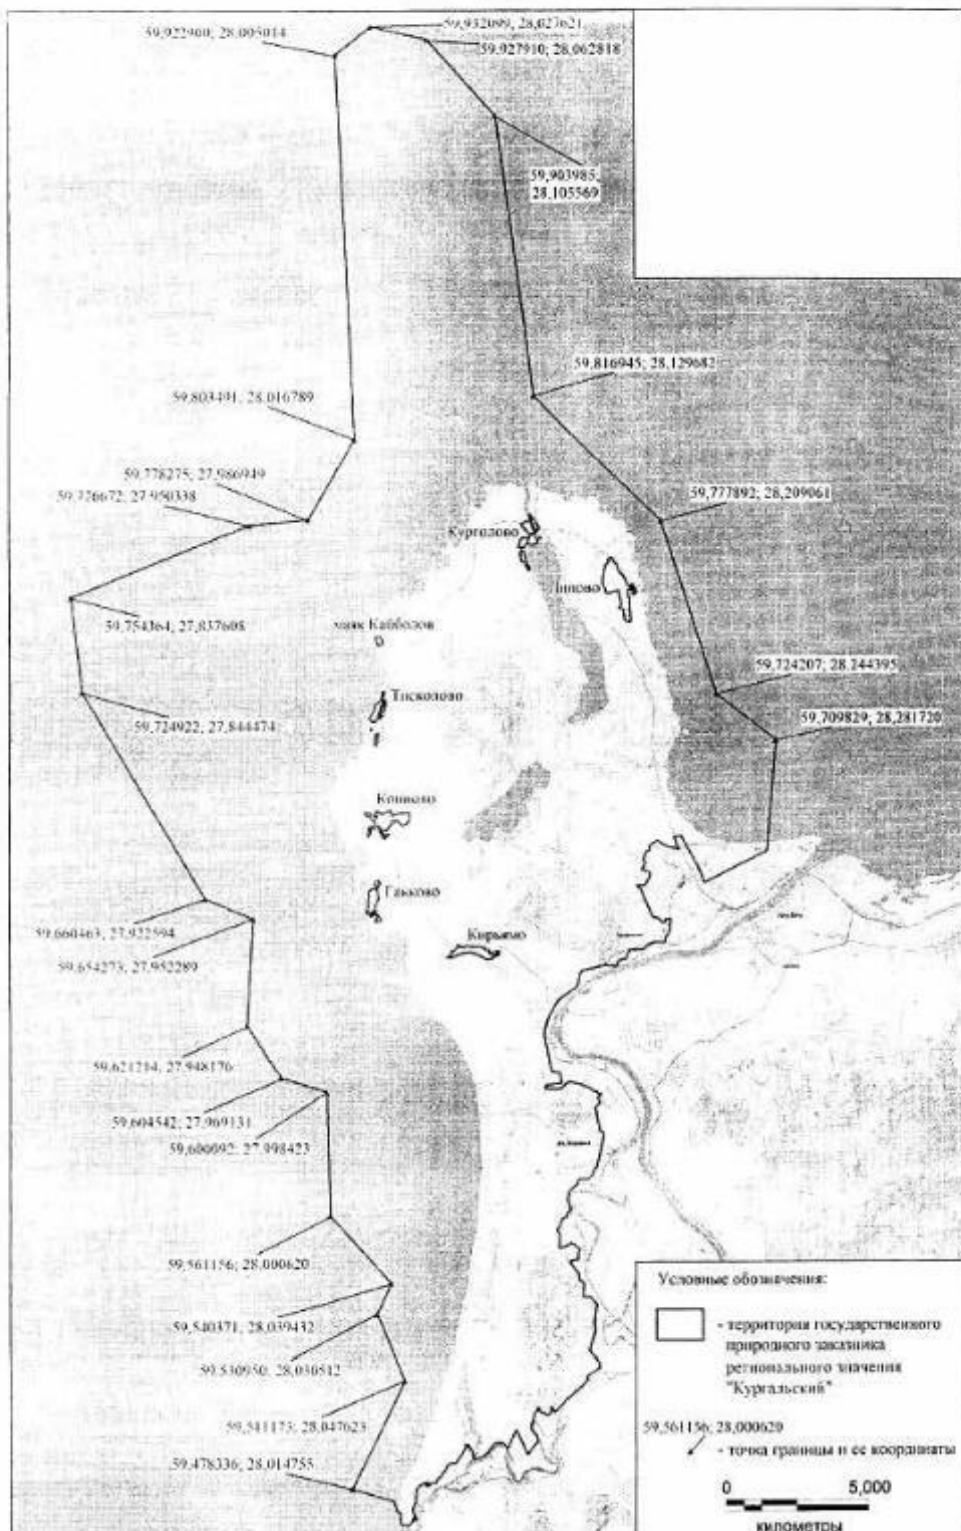 59,932099, 28,027621
59,922900; 28,005014
59,927910; 28,062818
59,903985;
28,105569
59,816945; 28,129682
59,803491, 28,016789
59,778275; 27,986949
59,776672; 27,950338
59,777892; 28,209061
Курголово
Липово
59,754364, 27,837608
маяк Кайболов
59,724207; 28,244395
Тисколово
59,724922, 27,844474
59,709829; 28,281720
Конново
Гакково
59,660463, 27,922594
Кирьямо
59,654273, 27,952289
59,621214, 27,948176
59,604542; 27,969131
59,600092; 27,998423
59,561156; 28,000620
Условные обозначения:
59,540371, 28,039432
- территория государственного
природного заказника
регионального значения
"Кургальский"
59,530950, 28,030512
59,511173; 28,047623
59,561156; 28,000620
- точка границы и ее координаты
59,478336; 28,014755
0 5,000
километры